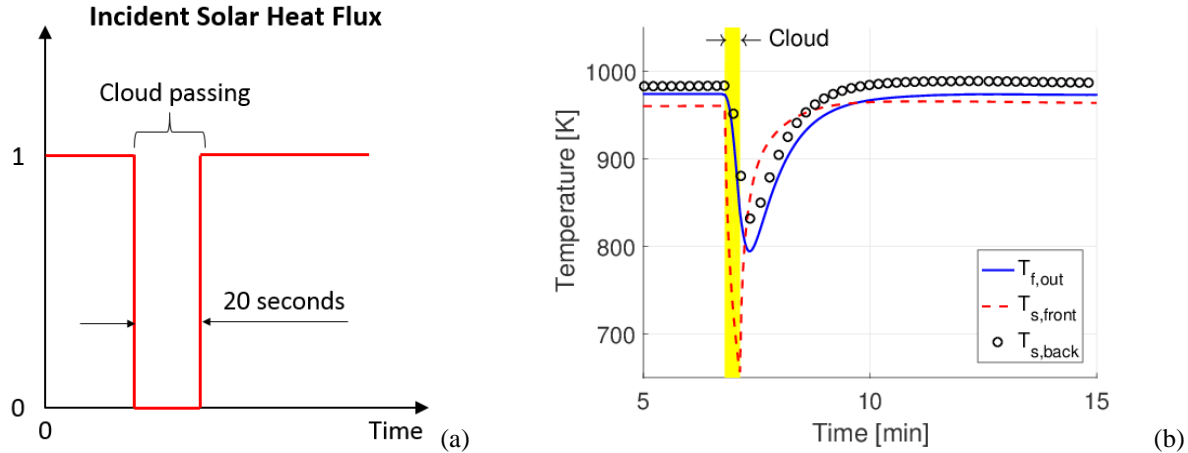 Incident Solar Heat Flux
Cloud passing
1
20 seconds
0
0
Time
(a)
Cloud
1000
900
800
700
Temperature [K]
T_f,out
T_s,front
T_s,back
5
10
15
Time [min]
(b)